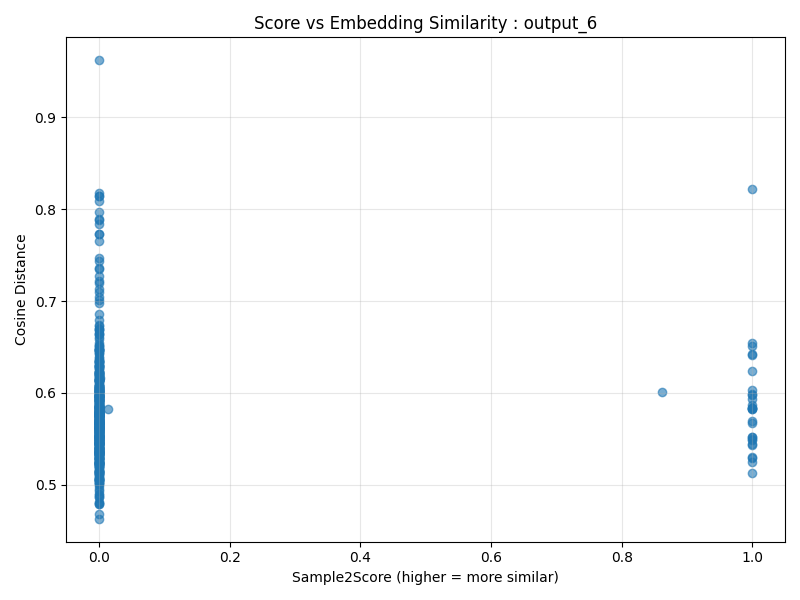 Score vs Embedding Similarity : output_6
Cosine Distance
0.9
0.8
0.7
0.6
0.5
0.0 0.2 0.4 0.6 0.8 1.0
Sample2Score (higher = more similar)